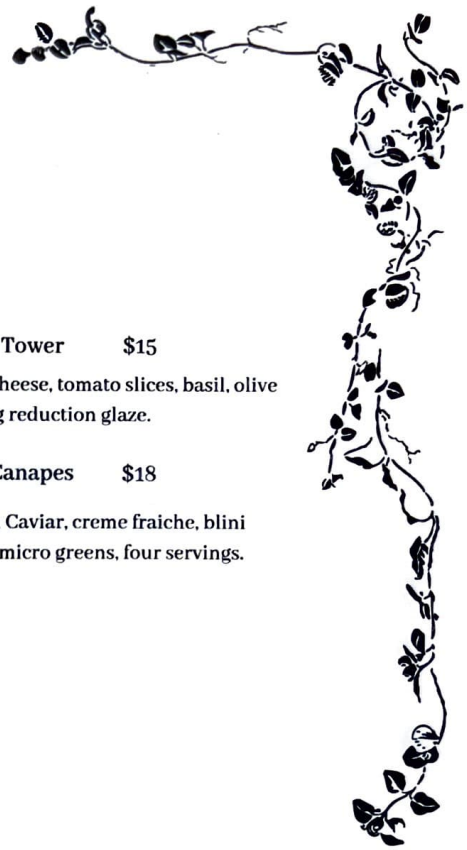 Tower $15
heese, tomato slices, basil, olive
g reduction glaze.
Canapes $18
Caviar, creme fraiche, blini
micro greens, four servings.